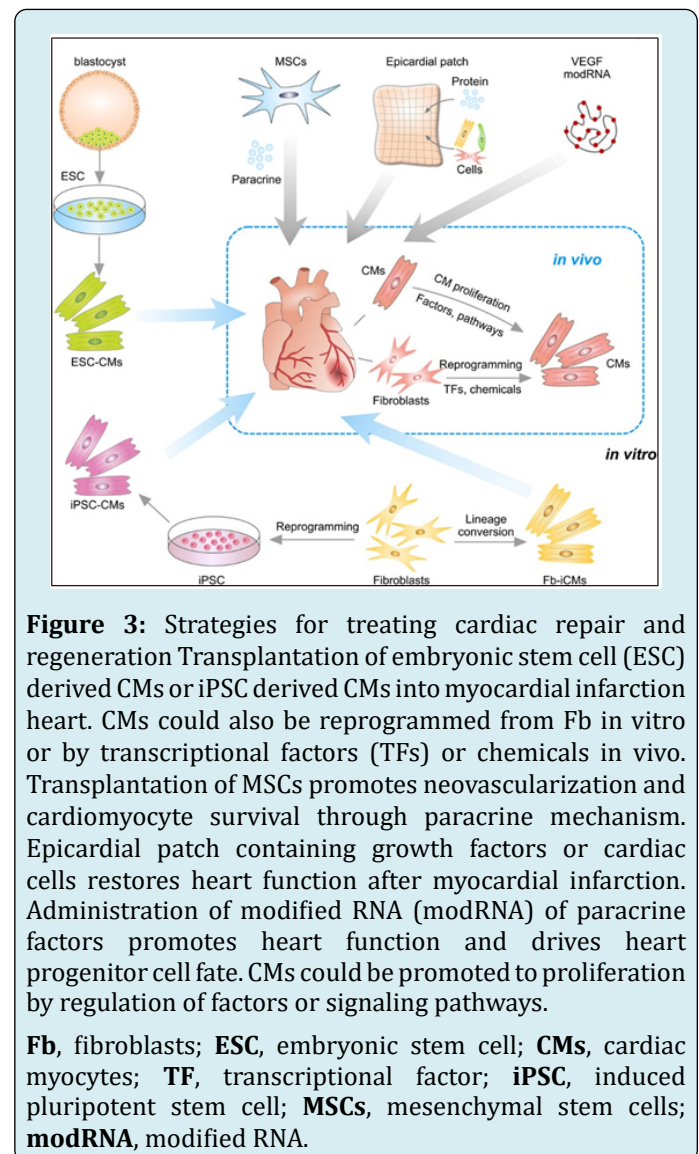 blastocyst
MSCs
Epicardial patch
VEGF
modRNA
Protein
ESC
Paracrine
Cells
in vivo
CMs
CM proliferation
Factors, pathways
ESC-CMs
Reprogramming
CMs
TFs, chemicals
Fibroblasts
in vitro
iPSC-CMs
Reprogramming
Lineage
conversion
iPSC
Fibroblasts
Fb-iCMs
Figure 3: Strategies for treating cardiac repair and
regeneration Transplantation of embryonic stem cell (ESC)
derived CMs or iPSC derived CMs into myocardial infarction
heart. CMs could also be reprogrammed from Fb in vitro
or by transcriptional factors (TFs) or chemicals in vivo.
Transplantation of MSCs promotes neovascularization and
cardiomyocyte survival through paracrine mechanism.
Epicardial patch containing growth factors or cardiac
cells restores heart function after myocardial infarction.
Administration of modified RNA (modRNA) of paracrine
factors promotes heart function and drives heart
progenitor cell fate. CMs could be promoted to proliferation
by regulation of factors or signaling pathways.
Fb, fibroblasts; ESC, embryonic stem cell; CMs, cardiac
myocytes; TF, transcriptional factor; iPSC, induced
pluripotent stem cell; MSCs, mesenchymal stem cells;
modRNA, modified RNA.